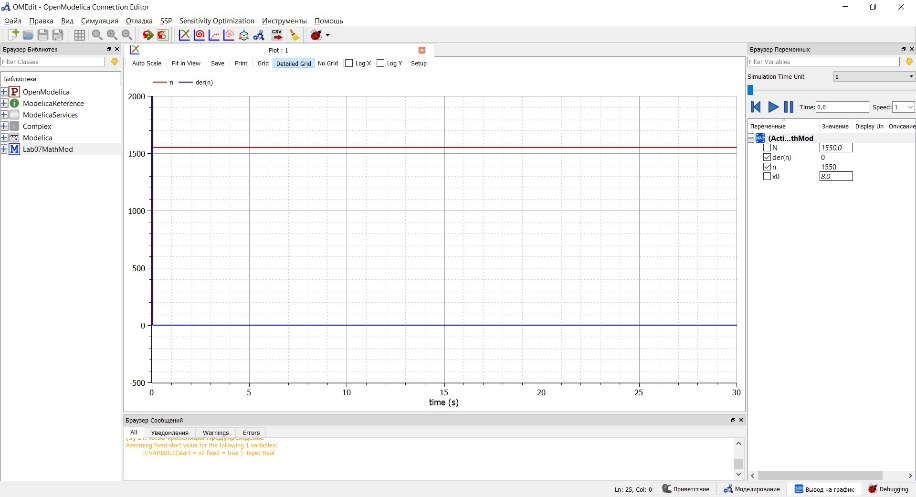 OMEdit - OpenModelica Connection Editor
Файл Правка Вид Симуляция Отладка SSP Sensitivity Optimization Инструменты Помощь
Браузер Библиотек
Filter Classes
Библиотеки
OpenModelica
ModelicaReference
ModelicaServices
Complex
Modelica
Lab07MathMod
Plot : 1
Auto Scale Fit in View Save Print Grid Detailed Grid No Grid Log X Log Y Setup
n der(n)
2000
1500
1000
500
0
-500
0 5 10 15 20 25 30
time (s)
Браузер Сообщений
All Уведомления Warnings Errors
Assuming fixed start value for the following 1 variables:
n:VARIABLE(start = x0 fixed = true ) type: Real
Браузер Переменных
Filter Variables
Simulation Time Unit s
Time: 0.0 Speed: 1
Переменные Значение Display Un Описание
(Acti...thMod
N 1550.0
der(n) 0
n 1550
x0 8.0
Ln: 25, Col: 0 Приветствие Моделирование Вывод на график Debugging